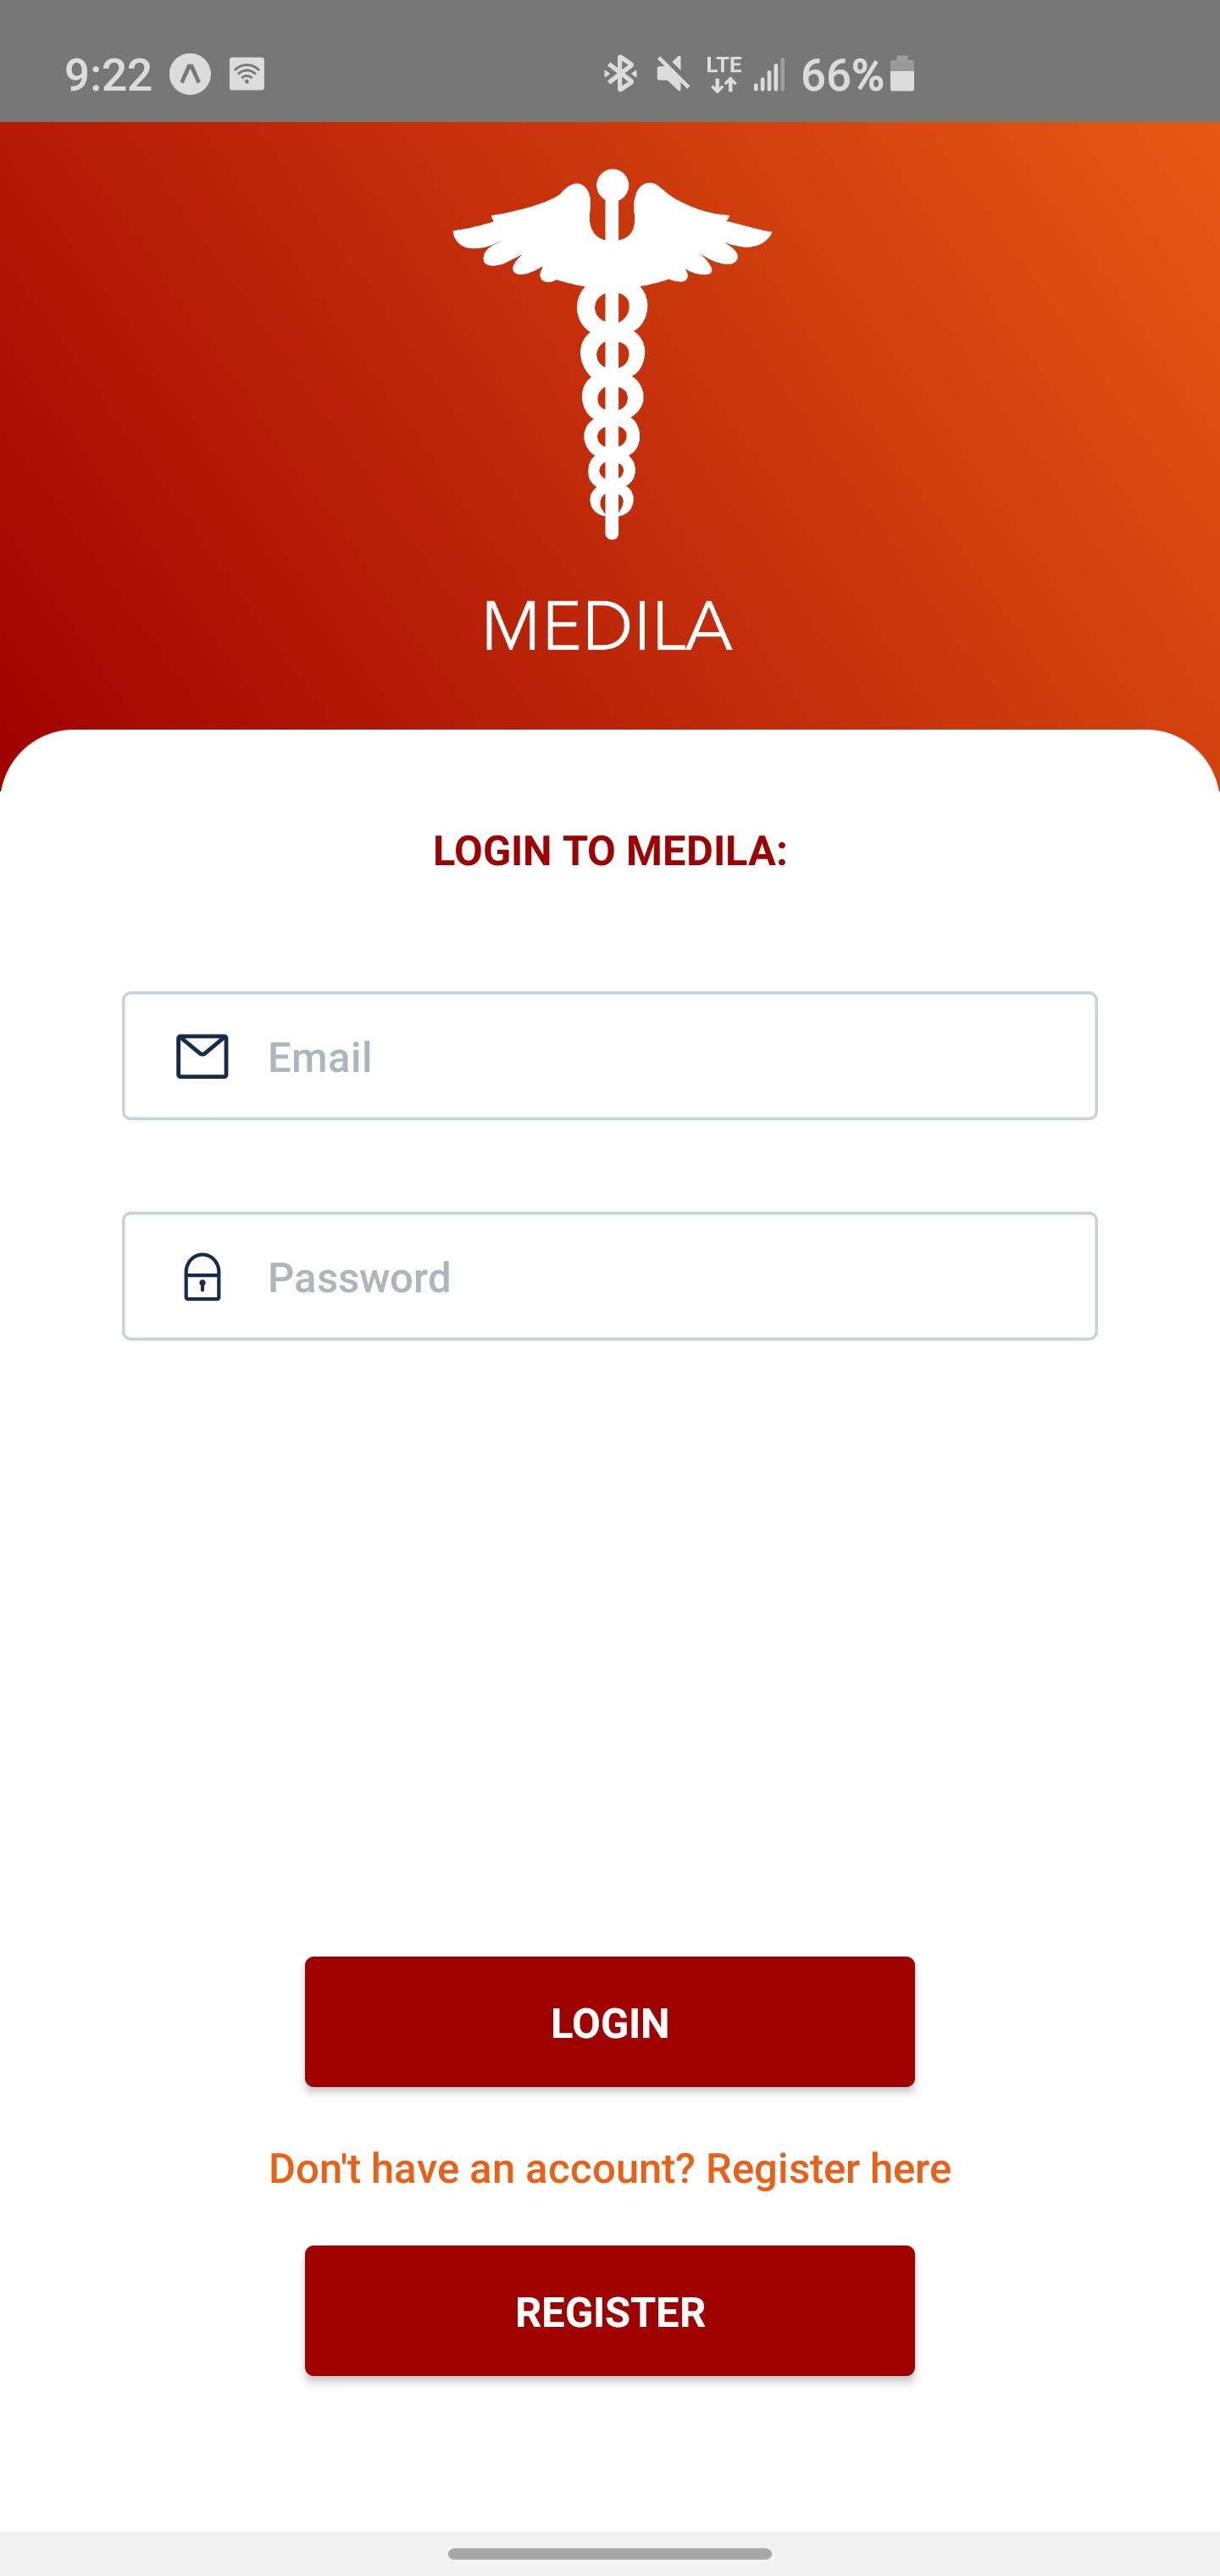 9:22 LTE 66%
MEDILA
LOGIN TO MEDILA:
Email
Password
LOGIN
Don't have an account? Register here
REGISTER